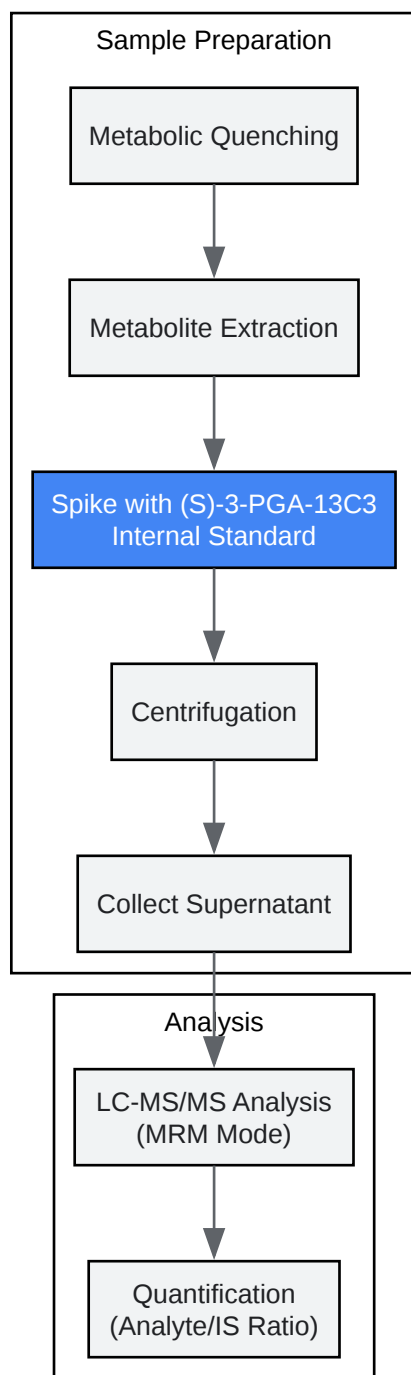 Sample Preparation
Metabolic Quenching
Metabolite Extraction
Spike with (S)-3-PGA-13C3
Internal Standard
Centrifugation
Collect Supernatant
Analysis
LC-MS/MS Analysis
(MRM Mode)
Quantification
(Analyte/IS Ratio)